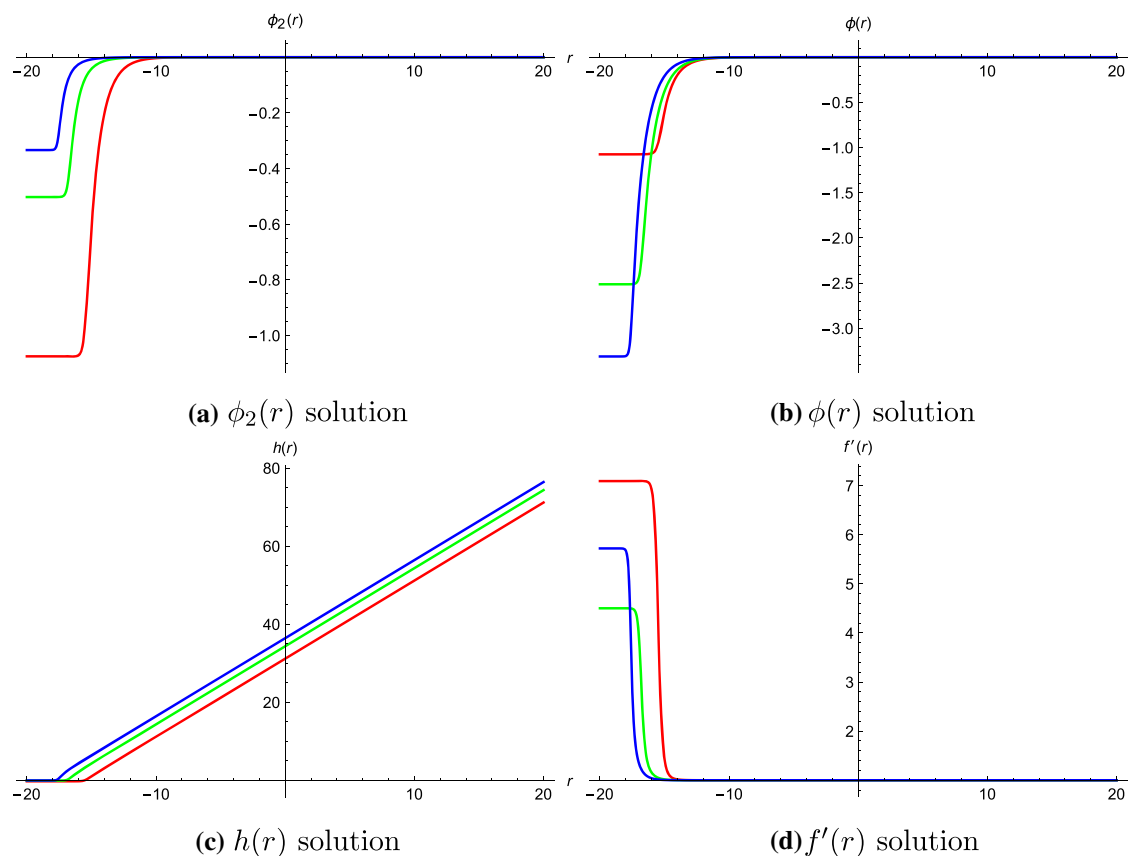 ϕ₂(r)
ϕ(r)
−20 −10 10 20 r
−20 −10 10 20
−0.2
−0.4
−0.6
−0.8
−1.0
−0.5
−1.0
−1.5
−2.0
−2.5
−3.0
(a) ϕ₂(r) solution
(b) ϕ(r) solution
h(r)
f′(r)
80
60
40
20
−20 −10 10 20 r
7
6
5
4
3
2
−20 −10 10 20
(c) h(r) solution
(d) f′(r) solution